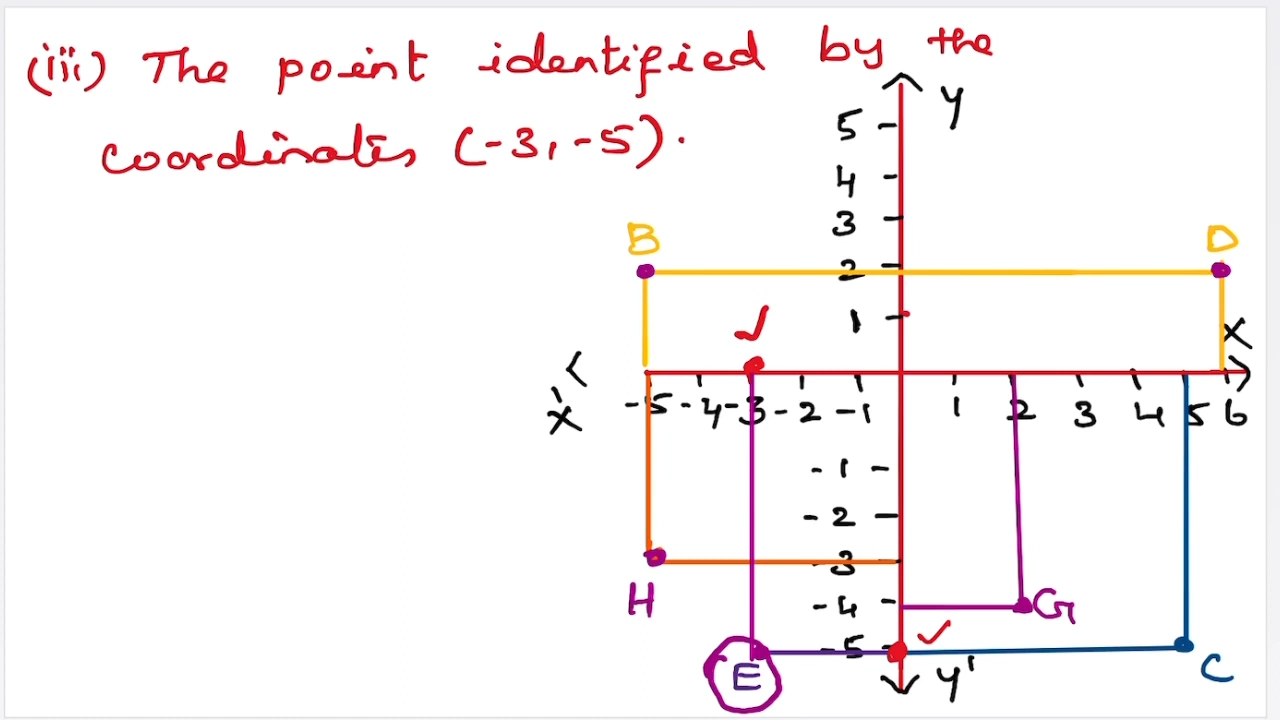 (iii) The point identified by the
coordinates (-3, -5).
Y
5
4
3
B
D
2
1
X
X
-5 -4 -3 -2 -1 1 2 3 4 5 6
-1
-2
-3
H
-4
G
-5
E
Y'
C